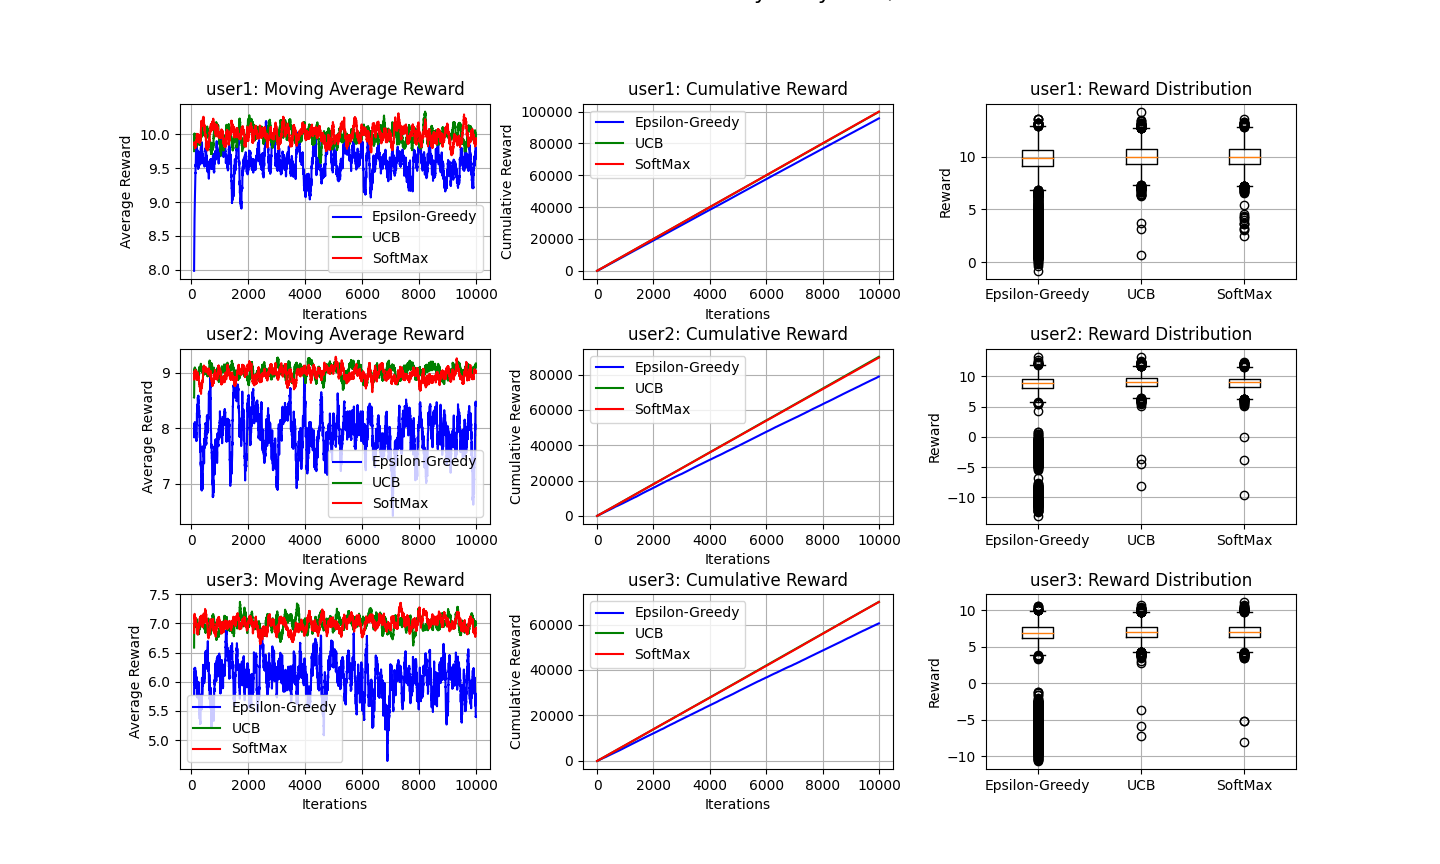 user1: Moving Average Reward
Average Reward
10.0
9.5
9.0
8.5
8.0
Epsilon-Greedy
UCB
SoftMax
0 2000 4000 6000 8000 10000
Iterations
user1: Cumulative Reward
Cumulative Reward
100000
80000
60000
40000
20000
0
Epsilon-Greedy
UCB
SoftMax
0 2000 4000 6000 8000 10000
Iterations
user1: Reward Distribution
Reward
10
5
0
Epsilon-Greedy UCB SoftMax
user2: Moving Average Reward
Average Reward
9
8
7
Epsilon-Greedy
UCB
SoftMax
0 2000 4000 6000 8000 10000
Iterations
user2: Cumulative Reward
Cumulative Reward
80000
60000
40000
20000
0
Epsilon-Greedy
UCB
SoftMax
0 2000 4000 6000 8000 10000
Iterations
user2: Reward Distribution
Reward
10
5
0
−5
−10
Epsilon-Greedy UCB SoftMax
user3: Moving Average Reward
Average Reward
7.5
7.0
6.5
6.0
5.5
5.0
Epsilon-Greedy
UCB
SoftMax
0 2000 4000 6000 8000 10000
Iterations
user3: Cumulative Reward
Cumulative Reward
60000
40000
20000
0
Epsilon-Greedy
UCB
SoftMax
0 2000 4000 6000 8000 10000
Iterations
user3: Reward Distribution
Reward
10
5
0
−5
−10
Epsilon-Greedy UCB SoftMax